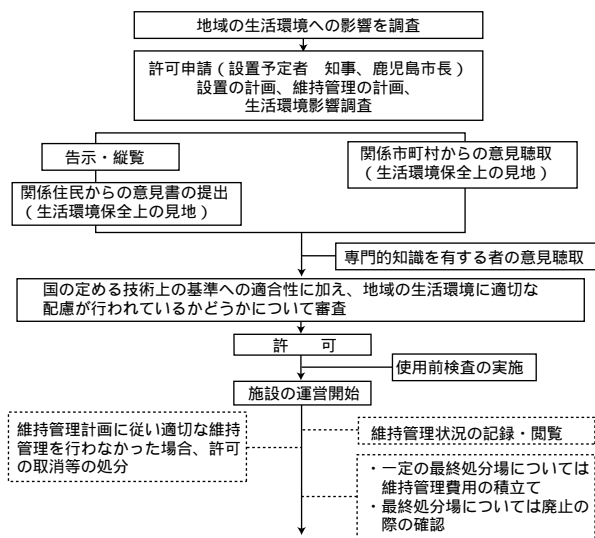 地域の生活環境への影響を調査
許可申請(設置予定者　知事、鹿児島市長)
設置の計画、維持管理の計画、
生活環境影響調査
告示・縦覧
関係住民からの意見書の提出
(生活環境保全上の見地)
関係市町村からの意見聴取
(生活環境保全上の見地)
専門的知識を有する者の意見聴取
国の定める技術上の基準への適合性に加え、地域の生活環境に適切な
配慮が行われているかどうかについて審査
許　可
使用前検査の実施
施設の運営開始
維持管理計画に従い適切な維持
管理を行わなかった場合、許可
の取消等の処分
維持管理状況の記録・閲覧
・一定の最終処分場については
維持管理費用の積立て
・最終処分場については廃止の
際の確認